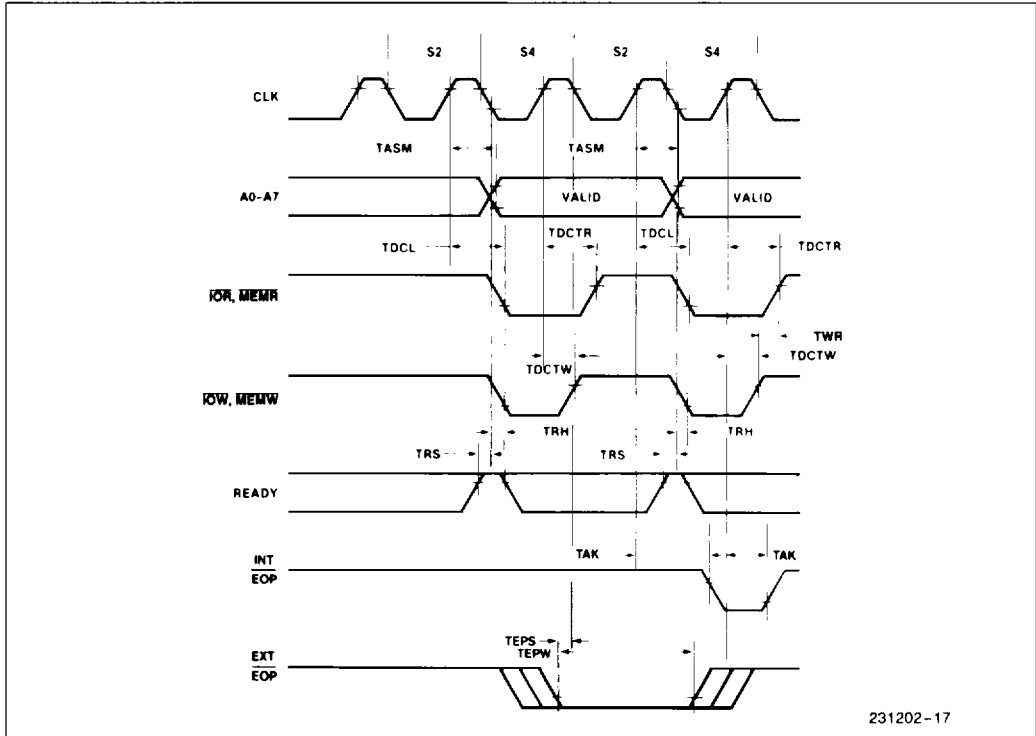 S2 S4 S2 S4
CLK
TASM TASM
A0-A7 VALID VALID
TDCL TDCTR TDCL TDCTR
IOR, MEMR
TWR
TDCTW TDCTW
IOW, MEMW
TRH TRH
TRS TRS
READY
TAK TAK
INT
EOP
TEPS
TEPW
EXT
EOP
231202-17